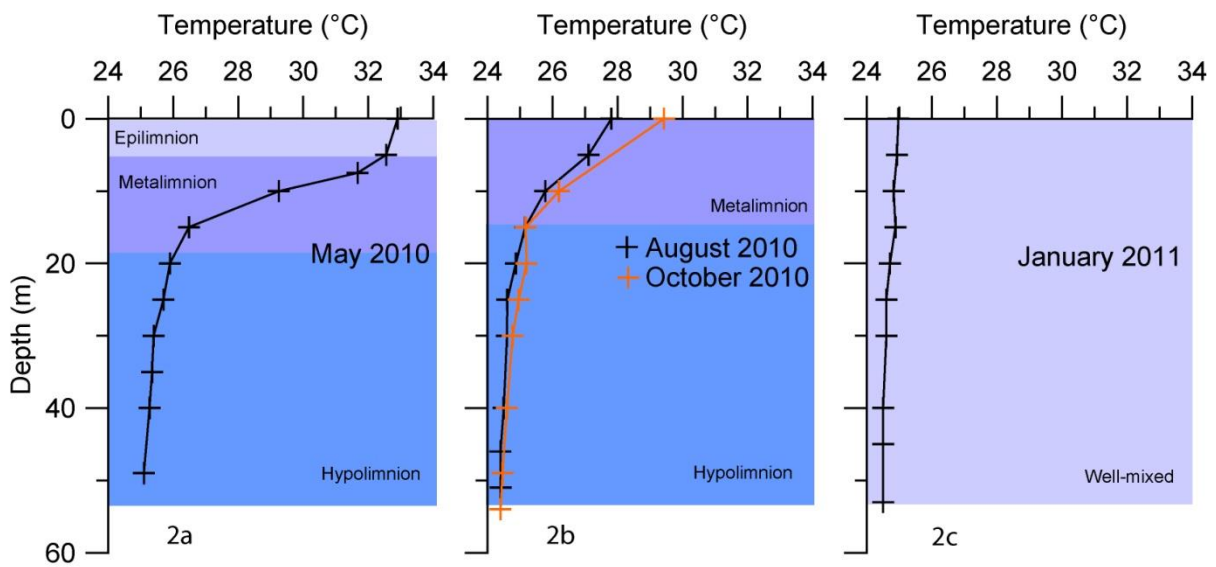 Temperature (°C) Temperature (°C) Temperature (°C)
24 26 28 30 32 34 24 26 28 30 32 34 24 26 28 30 32 34
0
20
40
60
Depth (m)
Epilimnion
Metalimnion
May 2010
Hypolimnion
2a
Metalimnion
August 2010
October 2010
Hypolimnion
2b
January 2011
Well-mixed
2c